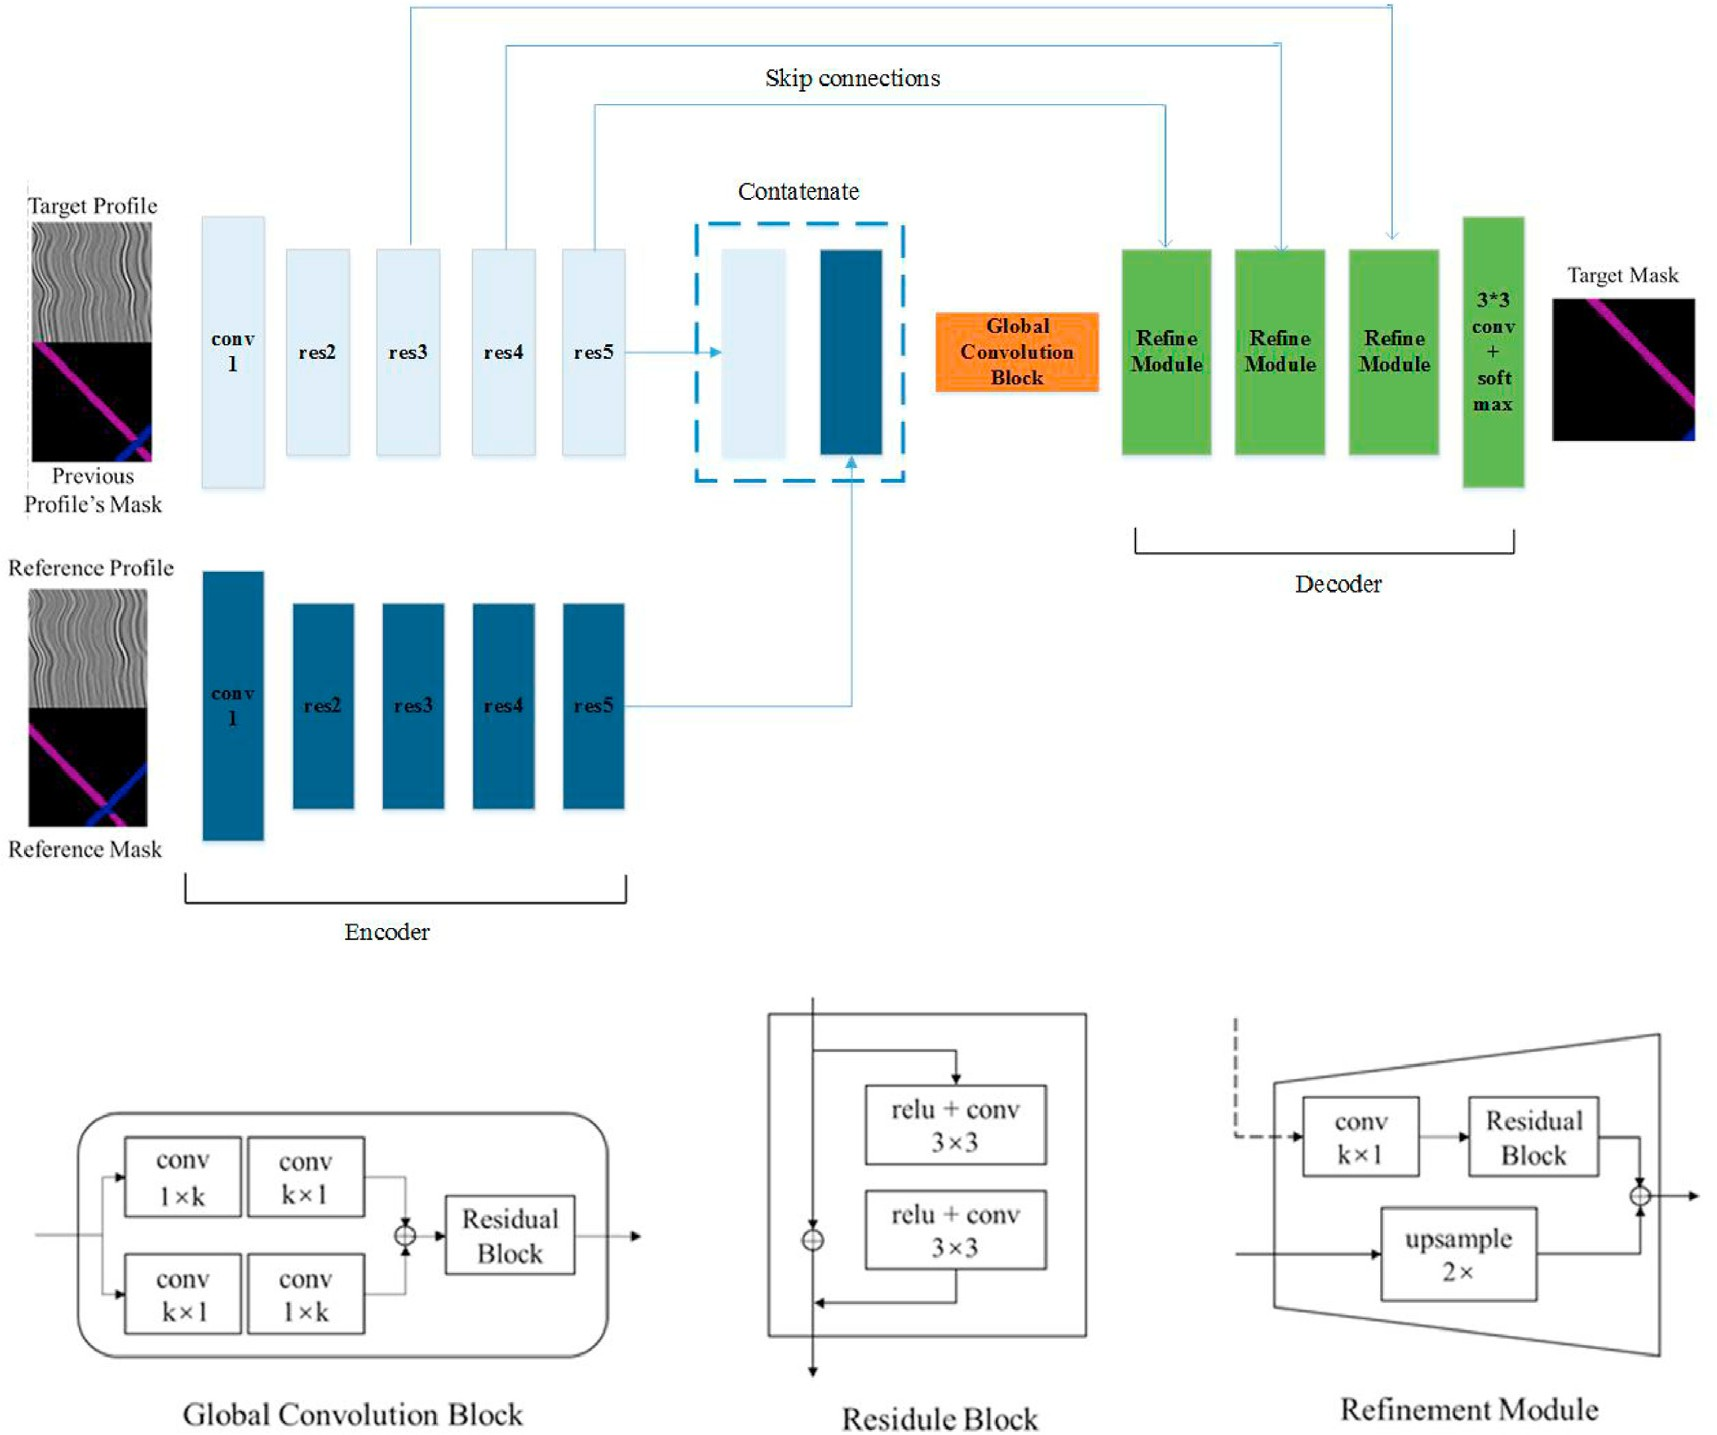 Skip connections
Contatenate
Target Profile
conv
1
res2
res3
res4
res5
Global
Convolution
Block
Refine
Module
Refine
Module
Refine
Module
3*3
conv
+
soft
max
Target Mask
Previous
Profile's Mask
Decoder
Reference Profile
conv
1
res2
res3
res4
res5
Reference Mask
Encoder
conv
1×k
conv
k×1
conv
k×1
conv
1×k
Residual
Block
Global Convolution Block
relu + conv
3×3
relu + conv
3×3
Residule Block
conv
k×1
Residual
Block
upsample
2×
Refinement Module